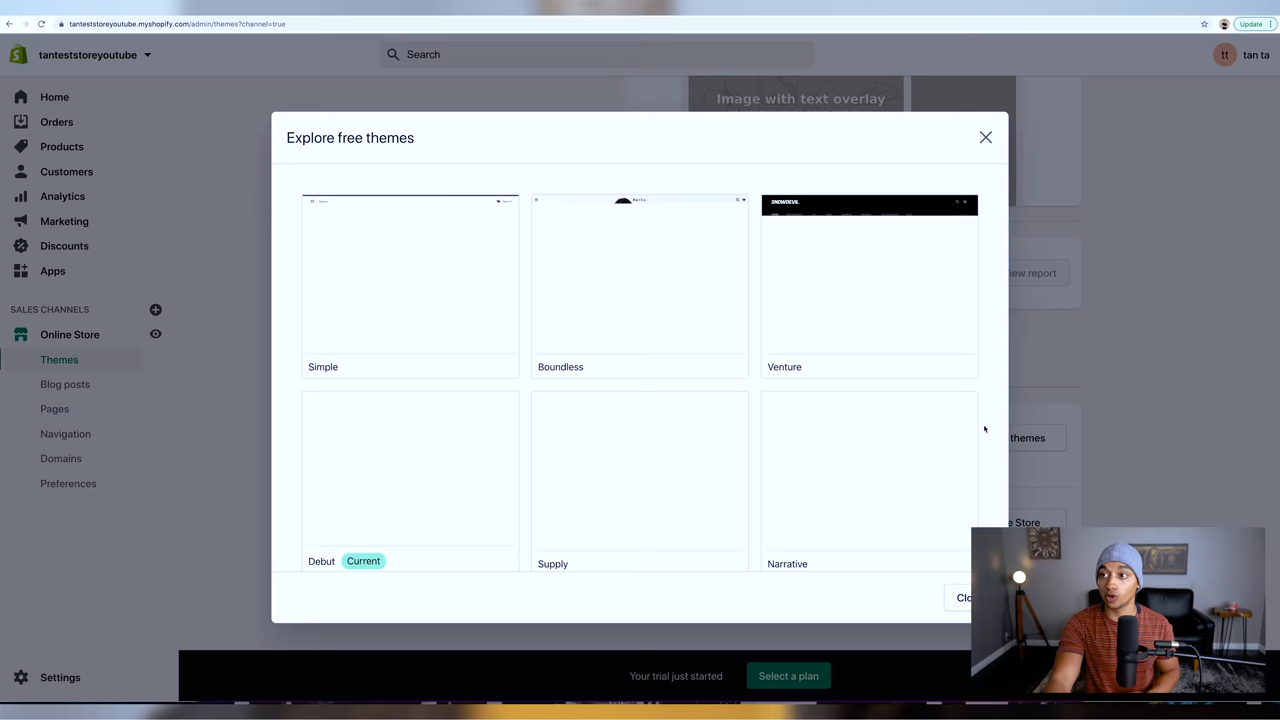 tanteststoreyoutube.myshopify.com/admin/themes?channel=true
Update
tanteststoreyoutube
Search
tt
tan ta
Home
Orders
Products
Customers
Analytics
Marketing
Discounts
Apps
SALES CHANNELS
Online Store
Themes
Blog posts
Pages
Navigation
Domains
Preferences
Settings
Image with text overlay
Explore free themes
SNOWDEVIL
Simple
Boundless
Venture
Debut
Current
Supply
Narrative
iew report
themes
e Store
Clo
Your trial just started
Select a plan